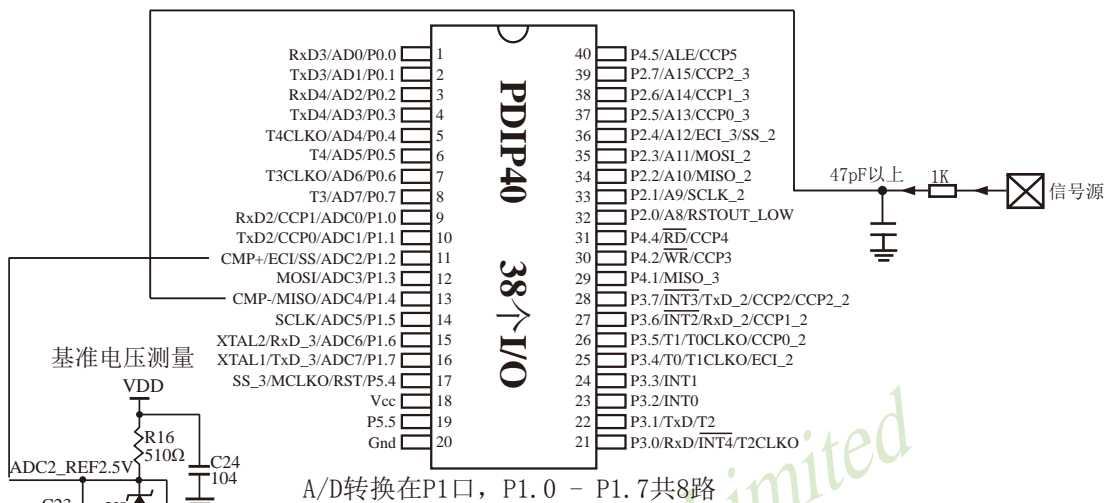 RxD3/AD0/P0.0 1
TxD3/AD1/P0.1 2
RxD4/AD2/P0.2 3
TxD4/AD3/P0.3 4
T4CLKO/AD4/P0.4 5
T4/AD5/P0.5 6
T3CLKO/AD6/P0.6 7
T3/AD7/P0.7 8
RxD2/CCP1/ADC0/P1.0 9
TxD2/CCP0/ADC1/P1.1 10
CMP+/ECI/SS/ADC2/P1.2 11
MOSI/ADC3/P1.3 12
CMP-/MISO/ADC4/P1.4 13
SCLK/ADC5/P1.5 14
XTAL2/RxD_3/ADC6/P1.6 15
XTAL1/TxD_3/ADC7/P1.7 16
SS_3/MCLKO/RST/P5.4 17
Vcc 18
P5.5 19
Gnd 20
PDIP40 38个I/O
40 P4.5/ALE/CCP5
39 P2.7/A15/CCP2_3
38 P2.6/A14/CCP1_3
37 P2.5/A13/CCP0_3
36 P2.4/A12/ECI_3/SS_2
35 P2.3/A11/MOSI_2
34 P2.2/A10/MISO_2
33 P2.1/A9/SCLK_2
32 P2.0/A8/RSTOUT_LOW
31 P4.4/RD/CCP4
30 P4.2/WR/CCP3
29 P4.1/MISO_3
28 P3.7/INT3/TxD_2/CCP2/CCP2_2
27 P3.6/INT2/RxD_2/CCP1_2
26 P3.5/T1/T0CLKO/CCP0_2
25 P3.4/T0/T1CLKO/ECI_2
24 P3.3/INT1
23 P3.2/INT0
22 P3.1/TxD/T2
21 P3.0/RxD/INT4/T2CLKO
47pF以上 1K 信号源
基准电压测量
VDD
R16
510Ω
C24
104
ADC2_REF2.5V
A/D转换在P1口，P1.0 - P1.7共8路
Limited